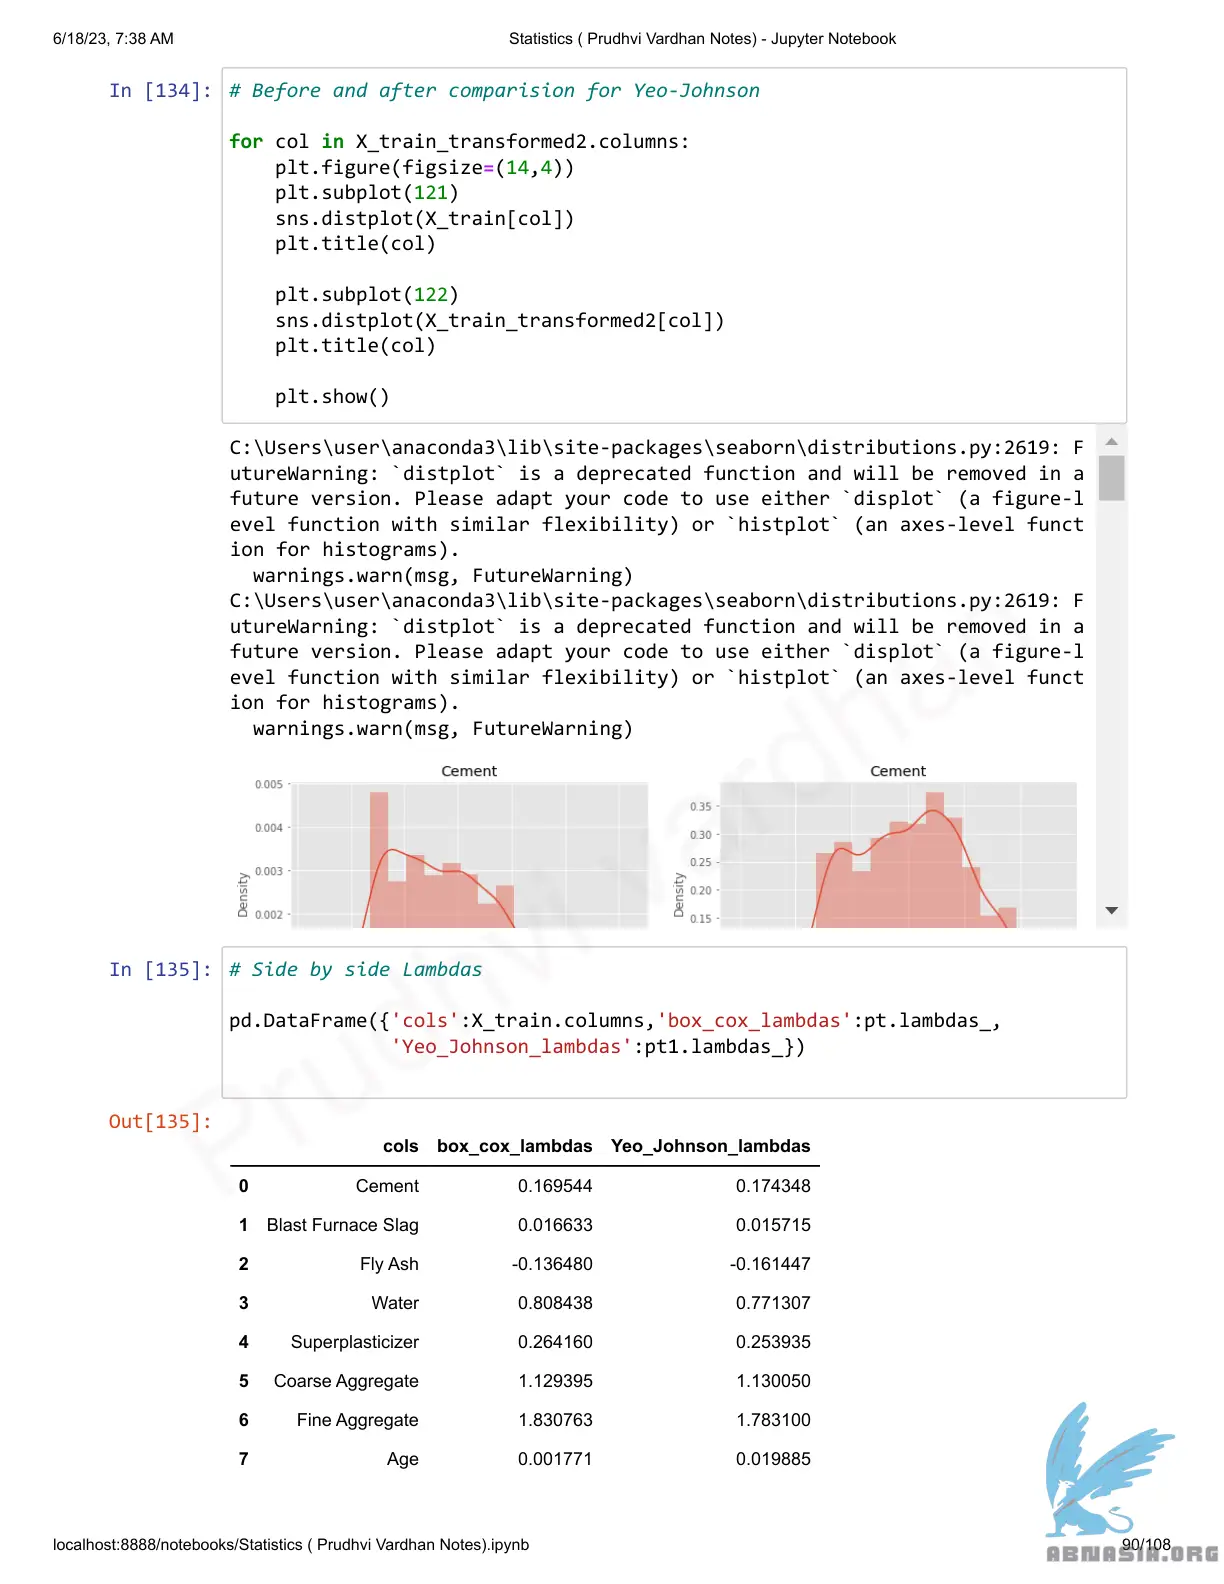 6/18/23, 7:38 AM
Statistics ( Prudhvi Vardhan Notes) - Jupyter Notebook
In [134]:
# Before and after comparision for Yeo-Johnson
for col in X_train_transformed2.columns:
    plt.figure(figsize=(14,4))
    plt.subplot(121)
    sns.distplot(X_train[col])
    plt.title(col)
    plt.subplot(122)
    sns.distplot(X_train_transformed2[col])
    plt.title(col)
    plt.show()
C:\Users\user\anaconda3\lib\site-packages\seaborn\distributions.py:2619: F
utureWarning: `distplot` is a deprecated function and will be removed in a
future version. Please adapt your code to use either `displot` (a figure-l
evel function with similar flexibility) or `histplot` (an axes-level funct
ion for histograms).
  warnings.warn(msg, FutureWarning)
C:\Users\user\anaconda3\lib\site-packages\seaborn\distributions.py:2619: F
utureWarning: `distplot` is a deprecated function and will be removed in a
future version. Please adapt your code to use either `displot` (a figure-l
evel function with similar flexibility) or `histplot` (an axes-level funct
ion for histograms).
  warnings.warn(msg, FutureWarning)
Cement
0.005
0.004
0.003
0.002
Density
Cement
0.35
0.30
0.25
0.20
0.15
Density
Prudhvi Vardhan
In [135]:
# Side by side Lambdas
pd.DataFrame({'cols':X_train.columns,'box_cox_lambdas':pt.lambdas_,
              'Yeo_Johnson_lambdas':pt1.lambdas_})
Out[135]:
cols box_cox_lambdas Yeo_Johnson_lambdas
0 Cement 0.169544 0.174348
1 Blast Furnace Slag 0.016633 0.015715
2 Fly Ash -0.136480 -0.161447
3 Water 0.808438 0.771307
4 Superplasticizer 0.264160 0.253935
5 Coarse Aggregate 1.129395 1.130050
6 Fine Aggregate 1.830763 1.783100
7 Age 0.001771 0.019885
localhost:8888/notebooks/Statistics ( Prudhvi Vardhan Notes).ipynb
90/108
ABNASIA.ORG